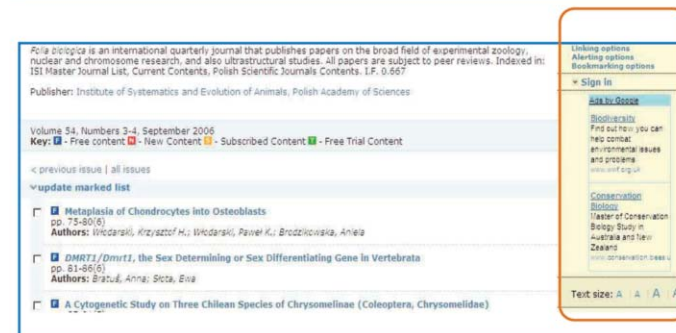 Folia biologica is an international quarterly journal that publishes papers on the broad field of experimental zoology,
nuclear and chromosome research, and also ultrastructural studies. All papers are subject to peer reviews. Indexed in:
ISI Master Journal List, Current Contents, Polish Scientific Journals Contents. I.F. 0.667
Publisher: Institute of Systematics and Evolution of Animals, Polish Academy of Sciences
Volume 54, Numbers 3-4, September 2006
Key: F - Free content N - New Content S - Subscribed Content T - Free Trial Content
< previous issue | all issues
update marked list
F Metaplasia of Chondrocytes into Osteoblasts
pp. 75-80(6)
Authors: Włodarski, Krzysztof H.; Włodarski, Paweł K.; Brodzikowska, Aniela
F DMRT1/Dmrt1, the Sex Determining or Sex Differentiating Gene in Vertebrata
pp. 81-86(6)
Authors: Bratuś, Anna; Słota, Ewa
F A Cytogenetic Study on Three Chilean Species of Chrysomelinae (Coleoptera, Chrysomelidae)
Linking options
Alerting options
Bookmarking options
Sign in
Ads by Google
Biodiversity
Find out how you can
help combat
environmental issues
and problems
www.wwf.org.uk
Conservation
Biology
Master of Conservation
Biology Study in
Australia and New
Zealand
Text size: A | A | A | A